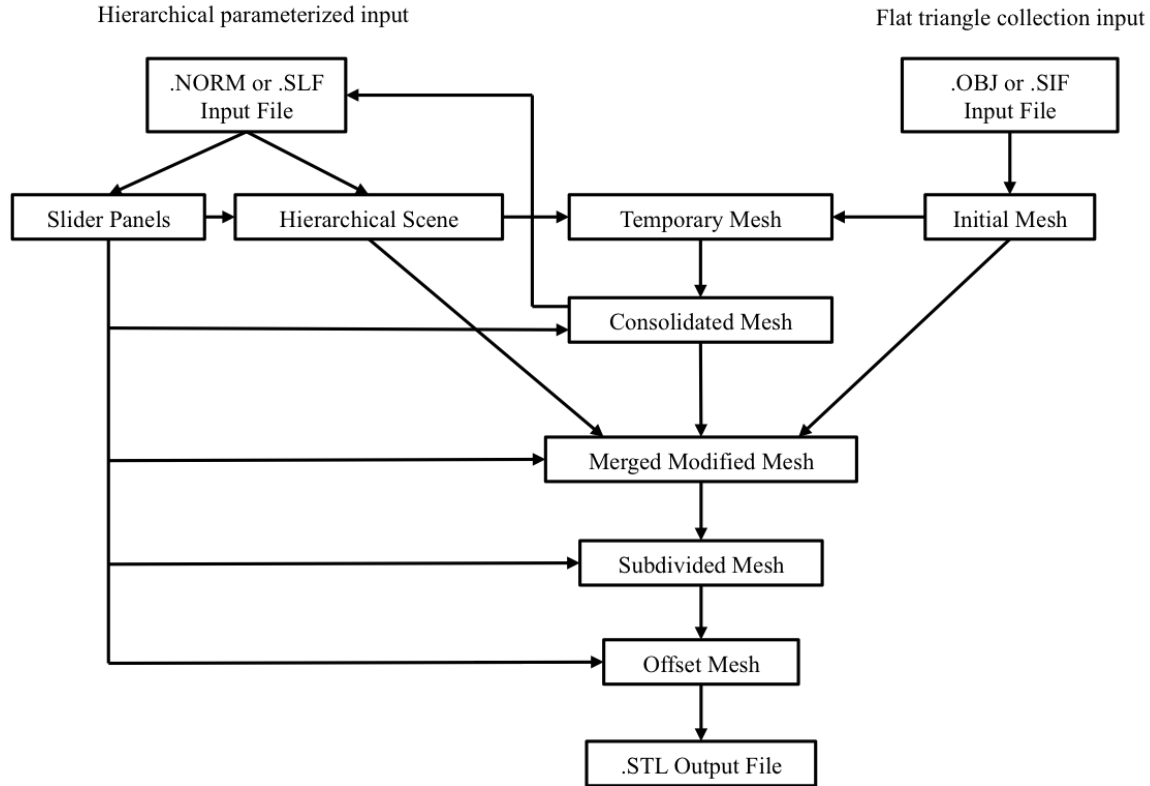 Hierarchical parameterized input
Flat triangle collection input
.NORM or .SLF
Input File
.OBJ or .SIF
Input File
Slider Panels
Hierarchical Scene
Temporary Mesh
Initial Mesh
Consolidated Mesh
Merged Modified Mesh
Subdivided Mesh
Offset Mesh
.STL Output File